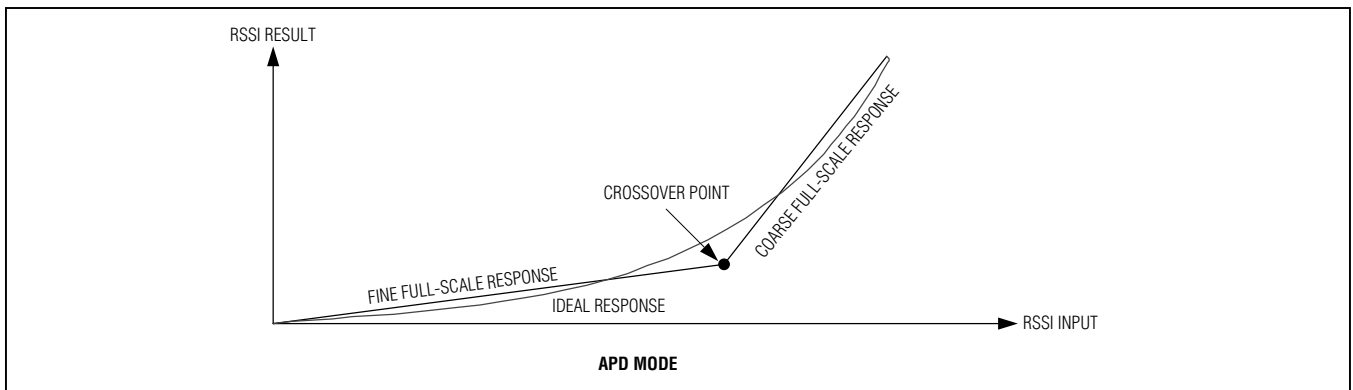 RSSI RESULT
CROSSOVER POINT
COARSE FULL-SCALE RESPONSE
FINE FULL-SCALE RESPONSE
IDEAL RESPONSE
RSSI INPUT
APD MODE